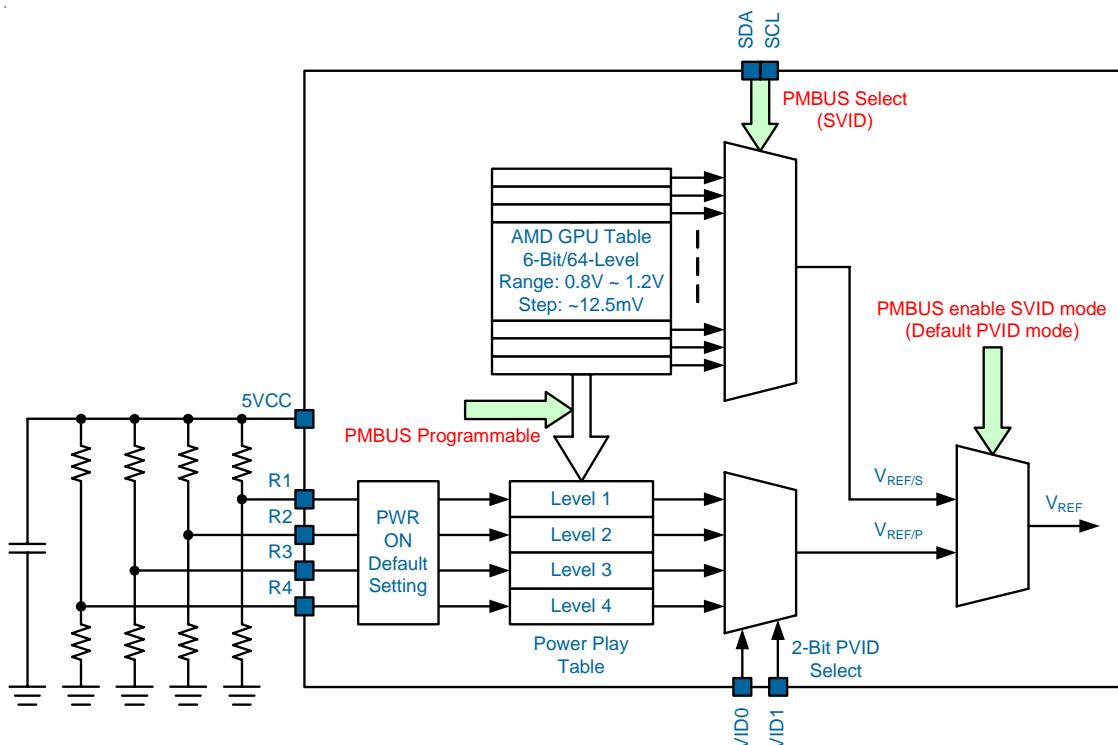 SDA
SCL
PMBUS Select
(SVID)
AMD GPU Table
6-Bit/64-Level
Range: 0.8V ~ 1.2V
Step: ~12.5mV
PMBUS enable SVID mode
(Default PVID mode)
5VCC
PMBUS Programmable
R1
R2
R3
R4
PWR
ON
Default
Setting
Level 1
Level 2
Level 3
Level 4
Power Play
Table
VREF/S
VREF/P
VREF
2-Bit PVID
Select
VID0
VID1